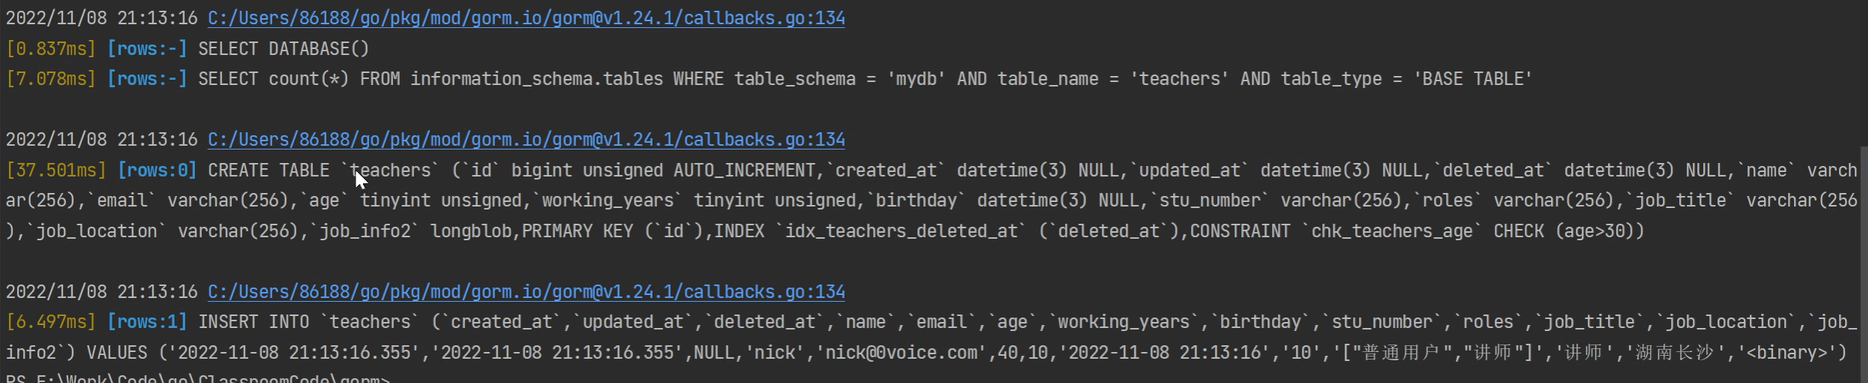 2022/11/08 21:13:16 C:/Users/86188/go/pkg/mod/gorm.io/gorm@v1.24.1/callbacks.go:134
[0.837ms] [rows:-] SELECT DATABASE()
[7.078ms] [rows:-] SELECT count(*) FROM information_schema.tables WHERE table_schema = 'mydb' AND table_name = 'teachers' AND table_type = 'BASE TABLE'
2022/11/08 21:13:16 C:/Users/86188/go/pkg/mod/gorm.io/gorm@v1.24.1/callbacks.go:134
[37.501ms] [rows:0] CREATE TABLE `teachers` (`id` bigint unsigned AUTO_INCREMENT,`created_at` datetime(3) NULL,`updated_at` datetime(3) NULL,`deleted_at` datetime(3) NULL,`name` varch
ar(256),`email` varchar(256),`age` tinyint unsigned,`working_years` tinyint unsigned,`birthday` datetime(3) NULL,`stu_number` varchar(256),`roles` varchar(256),`job_title` varchar(256
),`job_location` varchar(256),`job_info2` longblob,PRIMARY KEY (`id`),INDEX `idx_teachers_deleted_at` (`deleted_at`),CONSTRAINT `chk_teachers_age` CHECK (age>30))
2022/11/08 21:13:16 C:/Users/86188/go/pkg/mod/gorm.io/gorm@v1.24.1/callbacks.go:134
[6.497ms] [rows:1] INSERT INTO `teachers` (`created_at`,`updated_at`,`deleted_at`,`name`,`email`,`age`,`working_years`,`birthday`,`stu_number`,`roles`,`job_title`,`job_location`,`job_
info2`) VALUES ('2022-11-08 21:13:16.355','2022-11-08 21:13:16.355',NULL,'nick','nick@0voice.com',40,10,'2022-11-08 21:13:16','10','["普通用户","讲师"]','讲师','湖南长沙','<binary>')
PS F:\Work\Code\go\ClassroomCode\gorm>